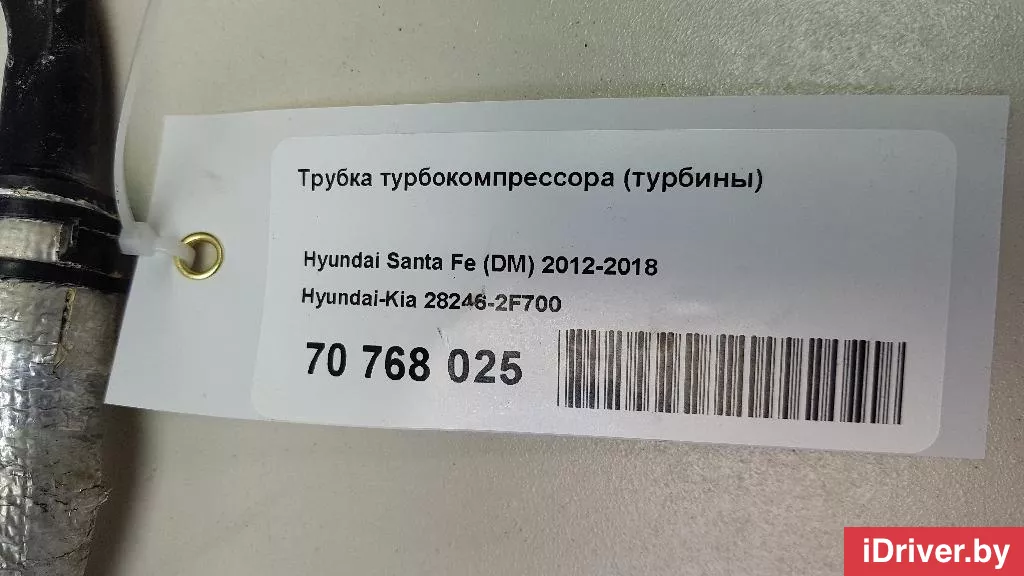 Трубка турбокомпрессора (турбины)
Hyundai Santa Fe (DM) 2012-2018
Hyundai-Kia 28246-2F700
70 768 025
iDriver.by